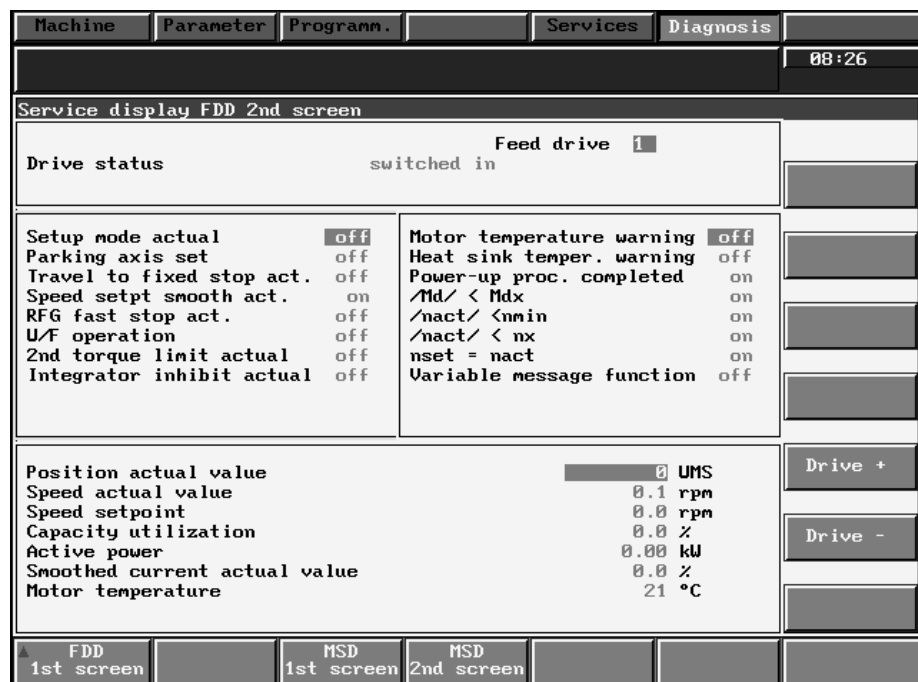 Machine Parameter Programm. Services Diagnosis
08:26
Service display FDD 2nd screen
Feed drive 1
Drive status switched in
Setup mode actual off
Parking axis set off
Travel to fixed stop act. off
Speed setpt smooth act. on
RFG fast stop act. off
U/F operation off
2nd torque limit actual off
Integrator inhibit actual off
Motor temperature warning off
Heat sink temper. warning off
Power-up proc. completed on
/Md/ < Mdx on
/nact/ <nmin on
/nact/ < nx on
nset = nact on
Variable message function off
Position actual value 0 UMS
Speed actual value 0.1 rpm
Speed setpoint 0.0 rpm
Capacity utilization 0.0 %
Active power 0.00 kW
Smoothed current actual value 0.0 %
Motor temperature 21 °C
Drive +
Drive -
FDD
1st screen
MSD
1st screen
MSD
2nd screen